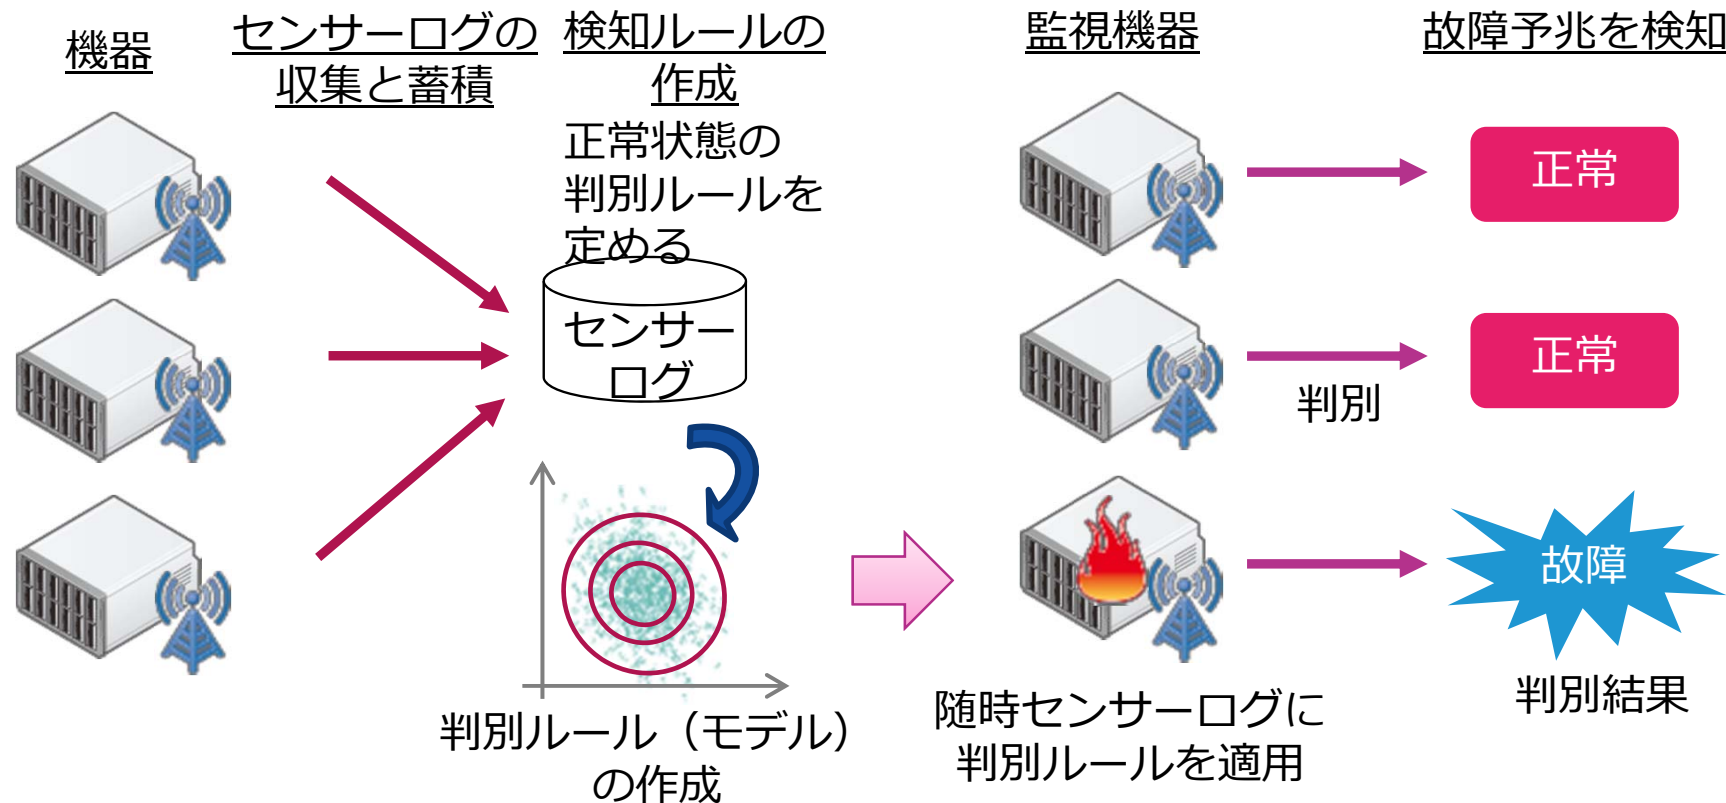 機器
センサーログの
収集と蓄積
検知ルールの
作成
正常状態の
判別ルールを
定める
センサー
ログ
判別ルール（モデル）
の作成
監視機器
判別
随時センサーログに
判別ルールを適用
故障予兆を検知
正常
正常
故障
判別結果